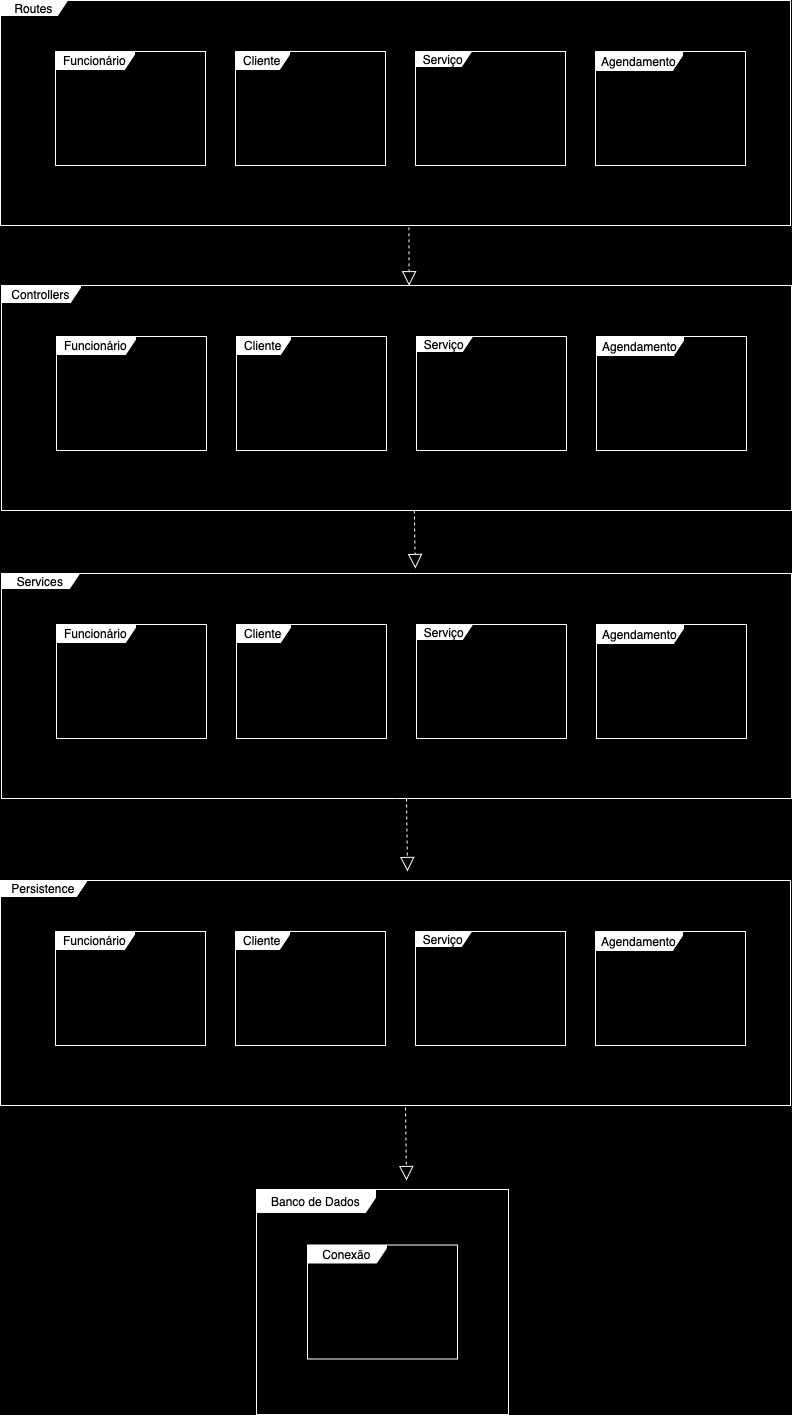 Routes
Funcionário
Cliente
Serviço
Agendamento
Controllers
Funcionário
Cliente
Serviço
Agendamento
Services
Funcionário
Cliente
Serviço
Agendamento
Persistence
Funcionário
Cliente
Serviço
Agendamento
Banco de Dados
Conexão